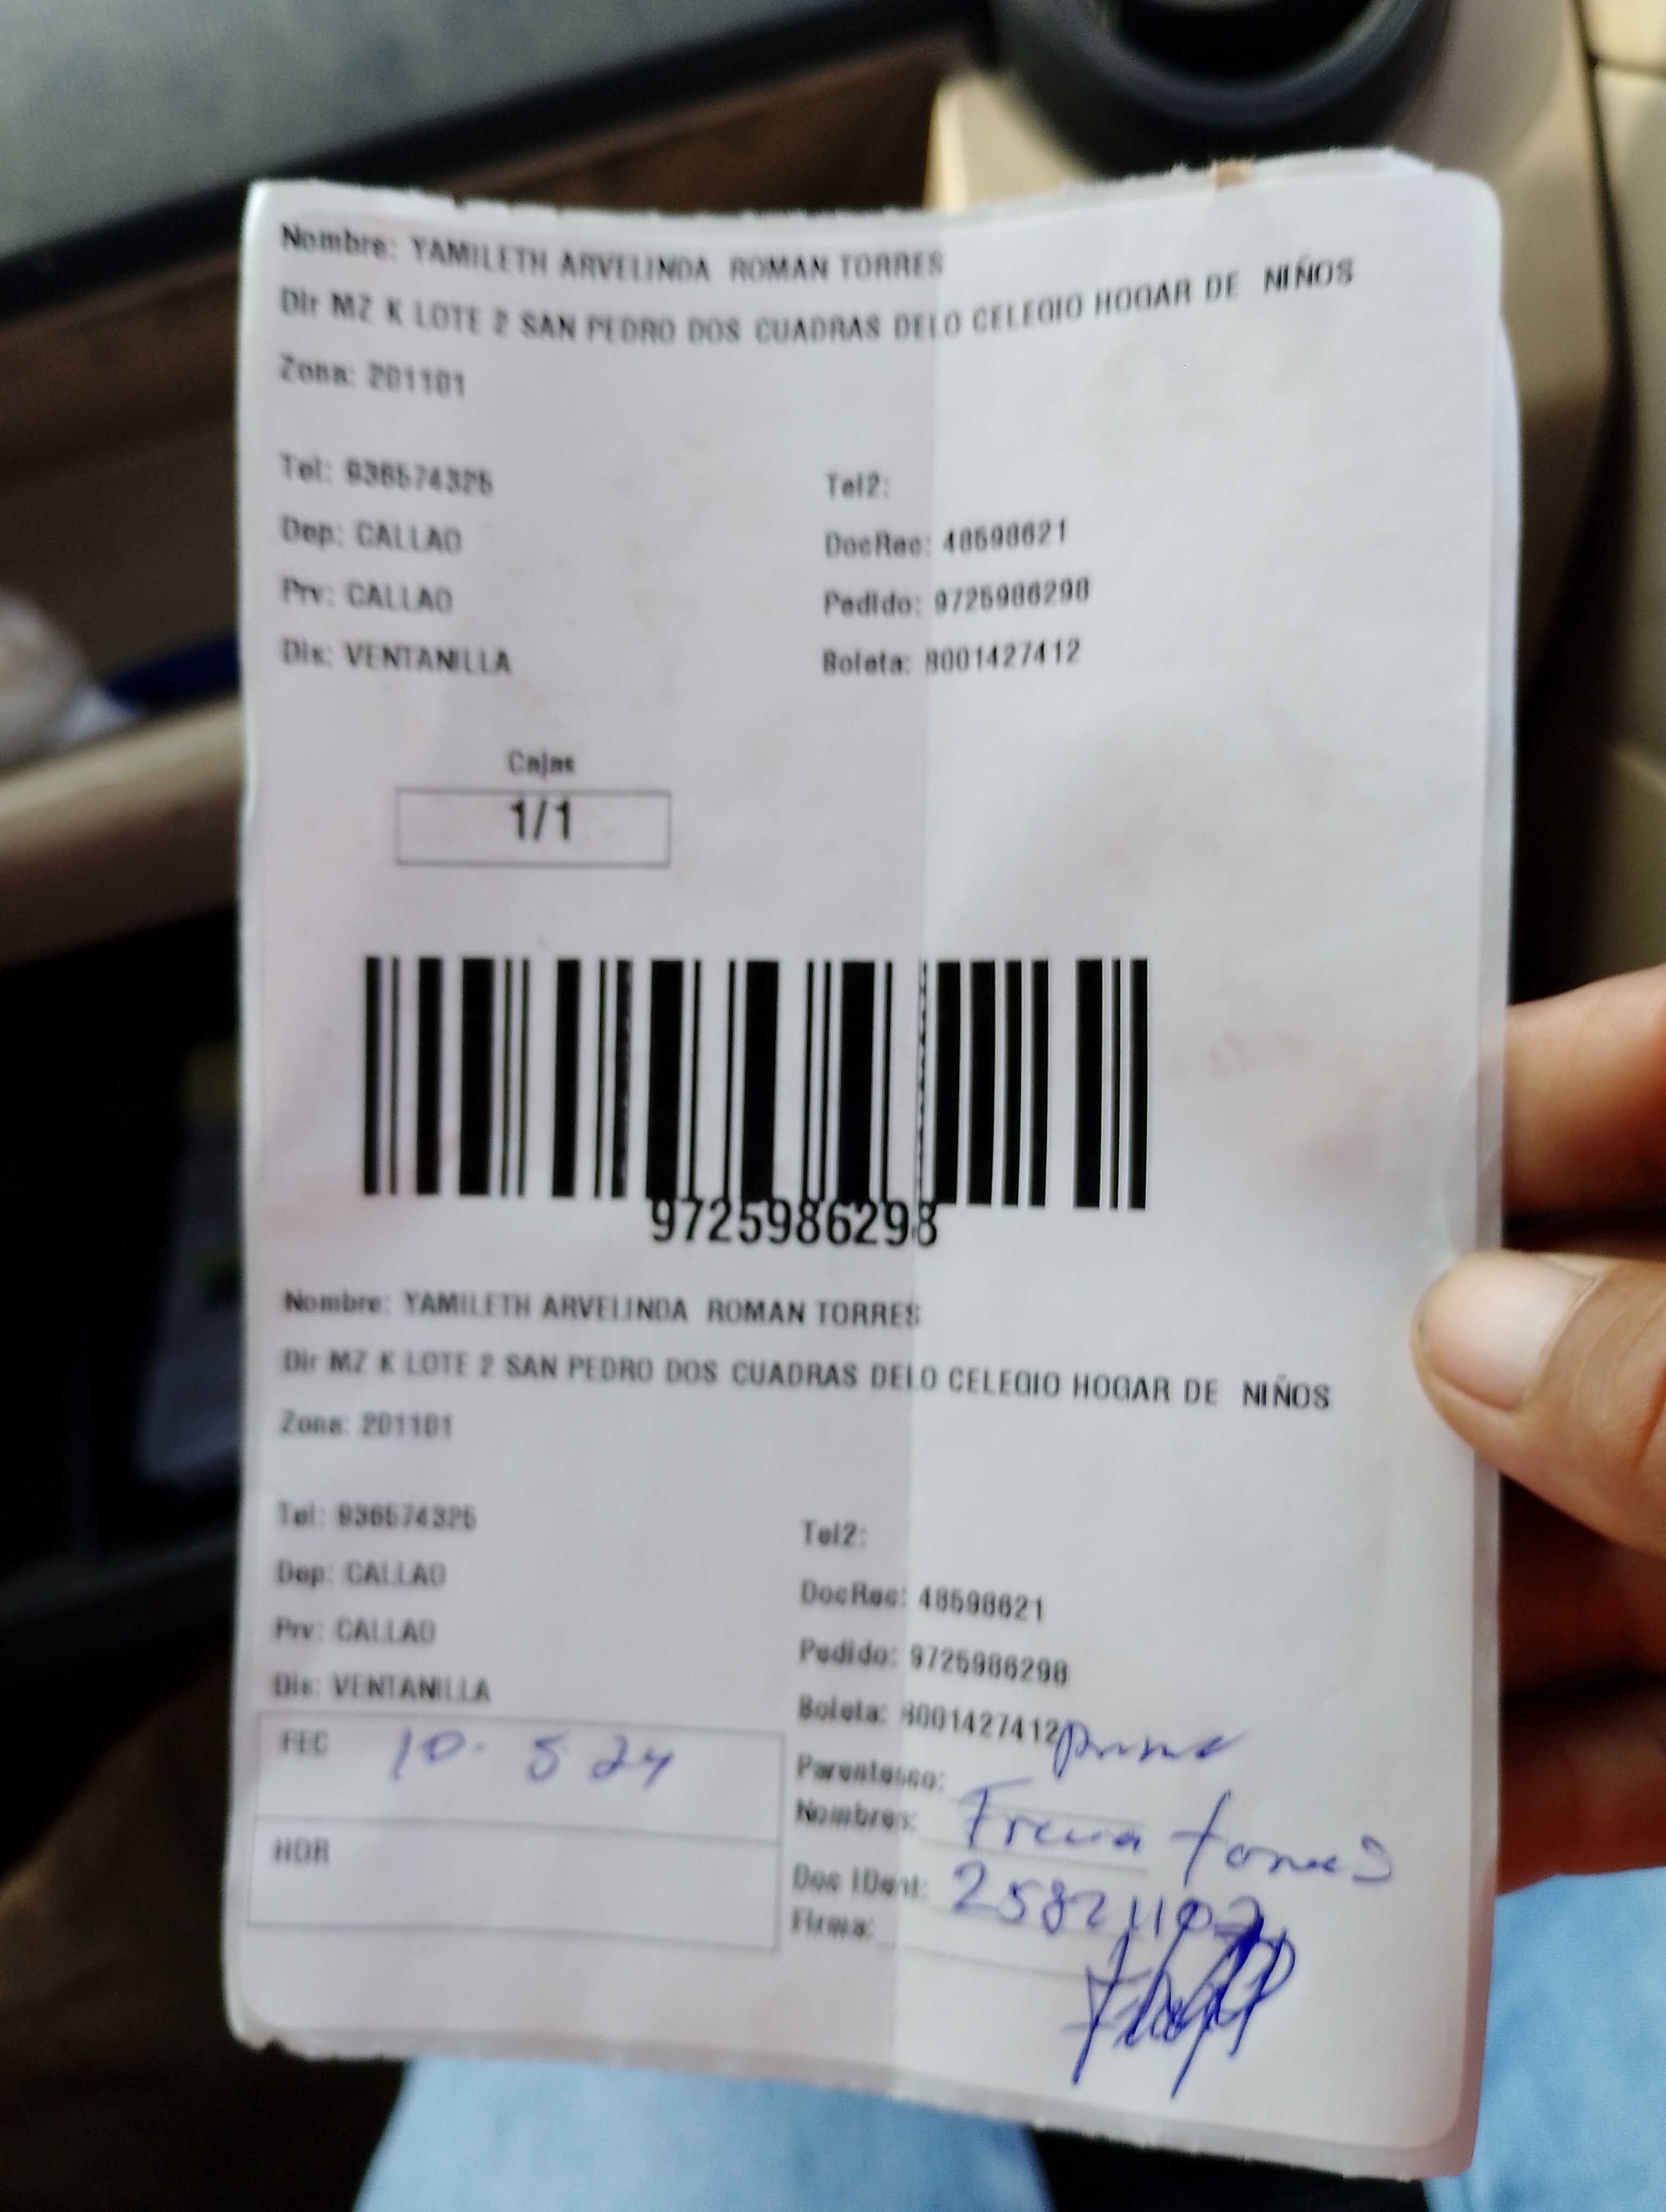 Nombre: YAMILETH ARVELINDA ROMAN TORRES
Dir MZ K LOTE 2 SAN PEDRO DOS CUADRAS DELO CELEGIO HOGAR DE NIÑOS
Zona: 201101
Tel: 936574325 Tel2:
Dep: CALLAO DocRec: 48598621
Prv: CALLAO Pedido: 9725986298
Dis: VENTANILLA Boleta: B001427412
Cajas
1/1
9725986298
Nombre: YAMILETH ARVELINDA ROMAN TORRES
Dir MZ K LOTE 2 SAN PEDRO DOS CUADRAS DELO CELEGIO HOGAR DE NIÑOS
Zona: 201101
Tel: 936574325 Tel2:
Dep: CALLAO DocRec: 48598621
Prv: CALLAO Pedido: 9725986298
Dis: VENTANILLA Boleta: B001427412
FEC 10. 5 24
Parentesco:
Nombres: Torres
HOR
Doc IDent:
Firma: